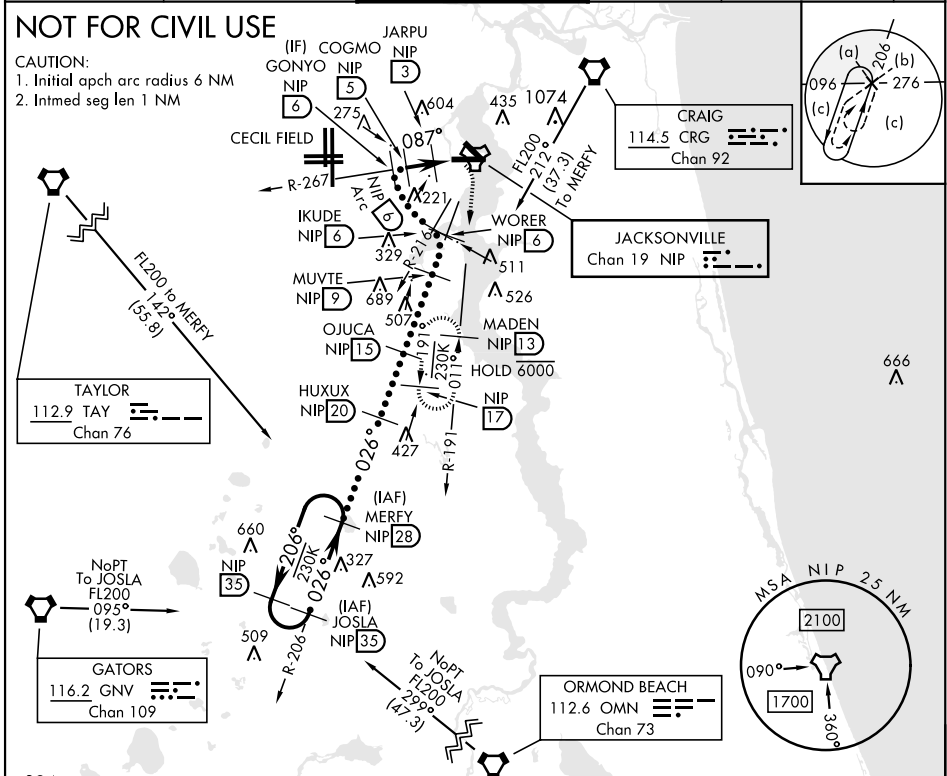 NOT FOR CIVIL USE
CAUTION:
1. Initial apch arc radius 6 NM
2. Intmed seg len 1 NM
(IF)
GONYO
NIP
6
COGMO
NIP
5
JARPU
NIP
3
275
604
087°
435
1074
CECIL FIELD
R-267
NIP 6
Arc
221
FL200
212°
(37.3)
To MERFY
CRAIG
114.5 CRG
Chan 92
(a)
206
(b)
096
276
(c)
(c)
IKUDE
NIP 6
329
R-216
WORER
NIP 6
511
JACKSONVILLE
Chan 19 NIP
MUVTE
NIP 9
689
507
526
FL200 to MERFY
142°
(55.8)
OJUCA
NIP 15
191°
230K
011°
MADEN
NIP 13
HOLD 6000
666
TAYLOR
112.9 TAY
Chan 76
HUXUX
NIP 20
NIP
17
427
026°
R-191
(IAF)
MERFY
NIP 28
660
206°
230K
026°
327
592
NIP
35
NoPT
To JOSLA
FL200
095°
(19.3)
(IAF)
JOSLA
NIP 35
509
R-206
GATORS
116.2 GNV
Chan 109
NoPT
To JOSLA
FL200
299°
(47.3)
ORMOND BEACH
112.6 OMN
Chan 73
MSA NIP 25 NM
2100
090°
1700
360°